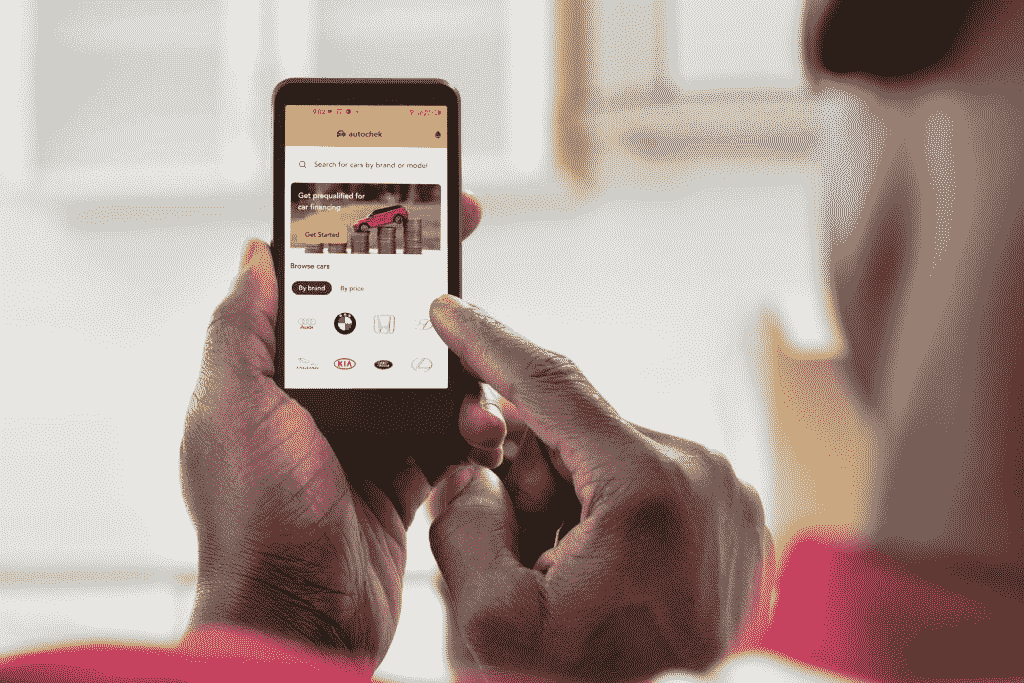 9:02
autochek
Search for cars by brand or model
Get prequalified for
car financing
Get Started
Browse cars
By brand
By price
Audi
KIA